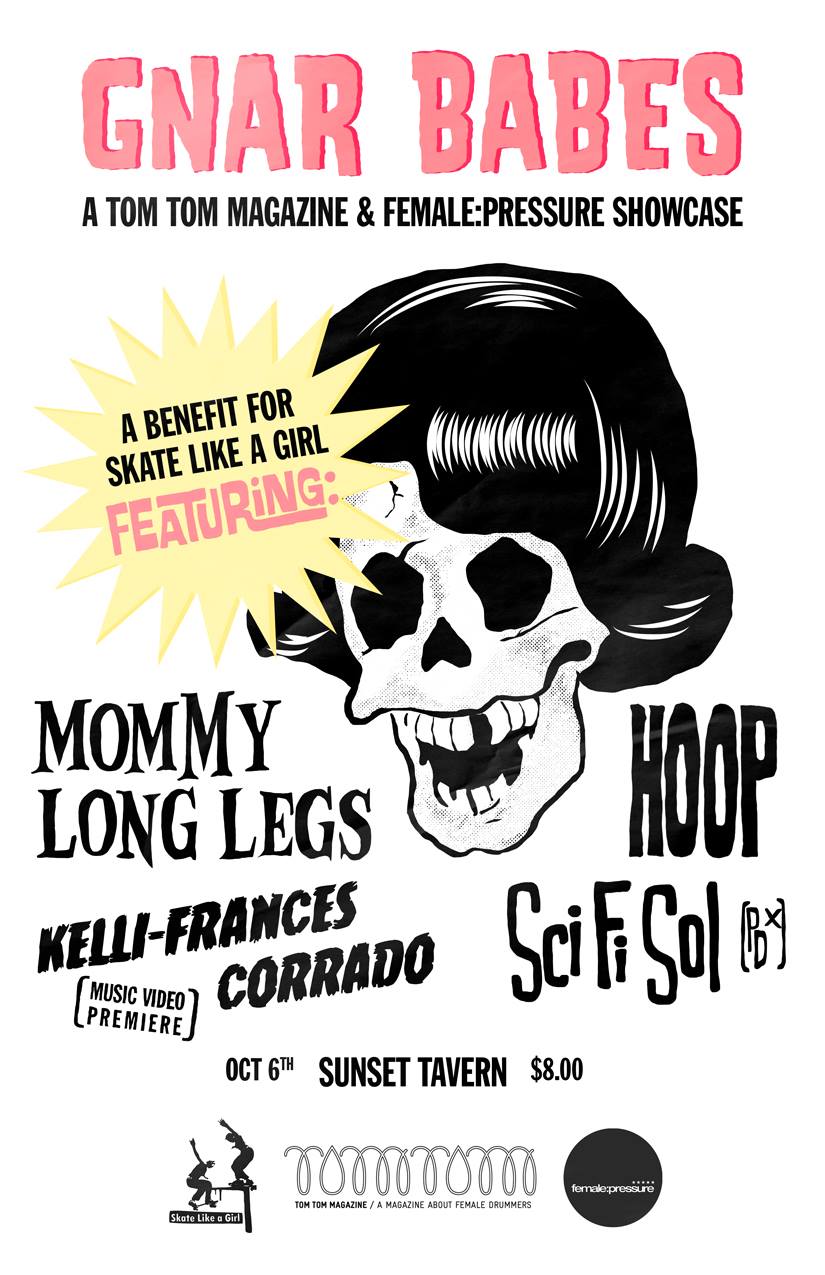 GNAR BABES
A TOM TOM MAGAZINE & FEMALE:PRESSURE SHOWCASE
A BENEFIT FOR
SKATE LIKE A GIRL
FEATURiNG:
MOMMY
LONG LEGS
HOOP
KELLI-FRANCES
CORRADO
[MUSIC VIDEO
PREMIERE]
Sci Fi Sol [PDX]
OCT 6TH SUNSET TAVERN $8.00
Skate Like a Girl
TOMTOM
TOM TOM MAGAZINE / A MAGAZINE ABOUT FEMALE DRUMMERS
female:pressure